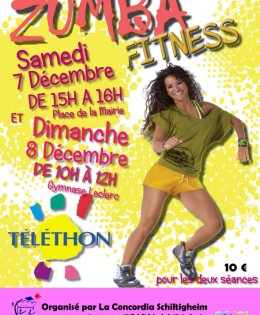 ZUMBA
FITNESS
Samedi
7 Décembre
DE 15H A 16H
Place de la Mairie
ET Dimanche
8 Décembre
DE 10H à 12H
Gymnase Leclerc
TÉLÉTHON
10 €
pour les deux séances
Organisé par La Concordia Schiltigheim